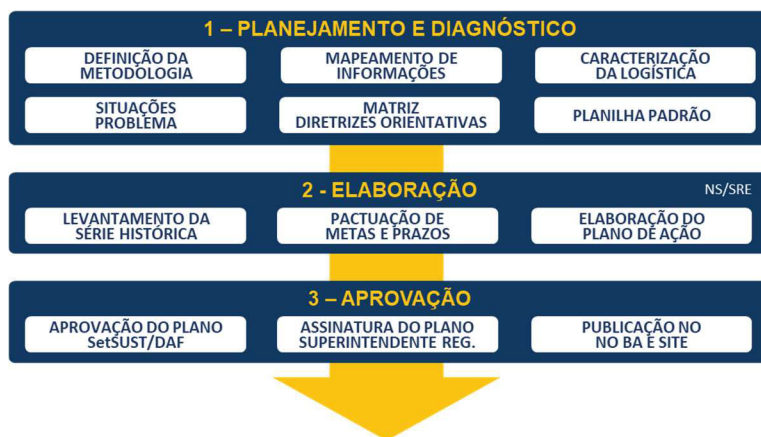 1 – PLANEJAMENTO E DIAGNÓSTICO
DEFINIÇÃO DA
METODOLOGIA
MAPEAMENTO DE
INFORMAÇÕES
CARACTERIZAÇÃO
DA LOGÍSTICA
SITUAÇÕES
PROBLEMA
MATRIZ
DIRETRIZES ORIENTATIVAS
PLANILHA PADRÃO
2 - ELABORAÇÃO
NS/SRE
LEVANTAMENTO DA
SÉRIE HISTÓRICA
PACTUAÇÃO DE
METAS E PRAZOS
ELABORAÇÃO DO
PLANO DE AÇÃO
3 – APROVAÇÃO
APROVAÇÃO DO PLANO
SetSUST/DAF
ASSINATURA DO PLANO
SUPERINTENDENTE REG.
PUBLICAÇÃO NO
NO BA E SITE